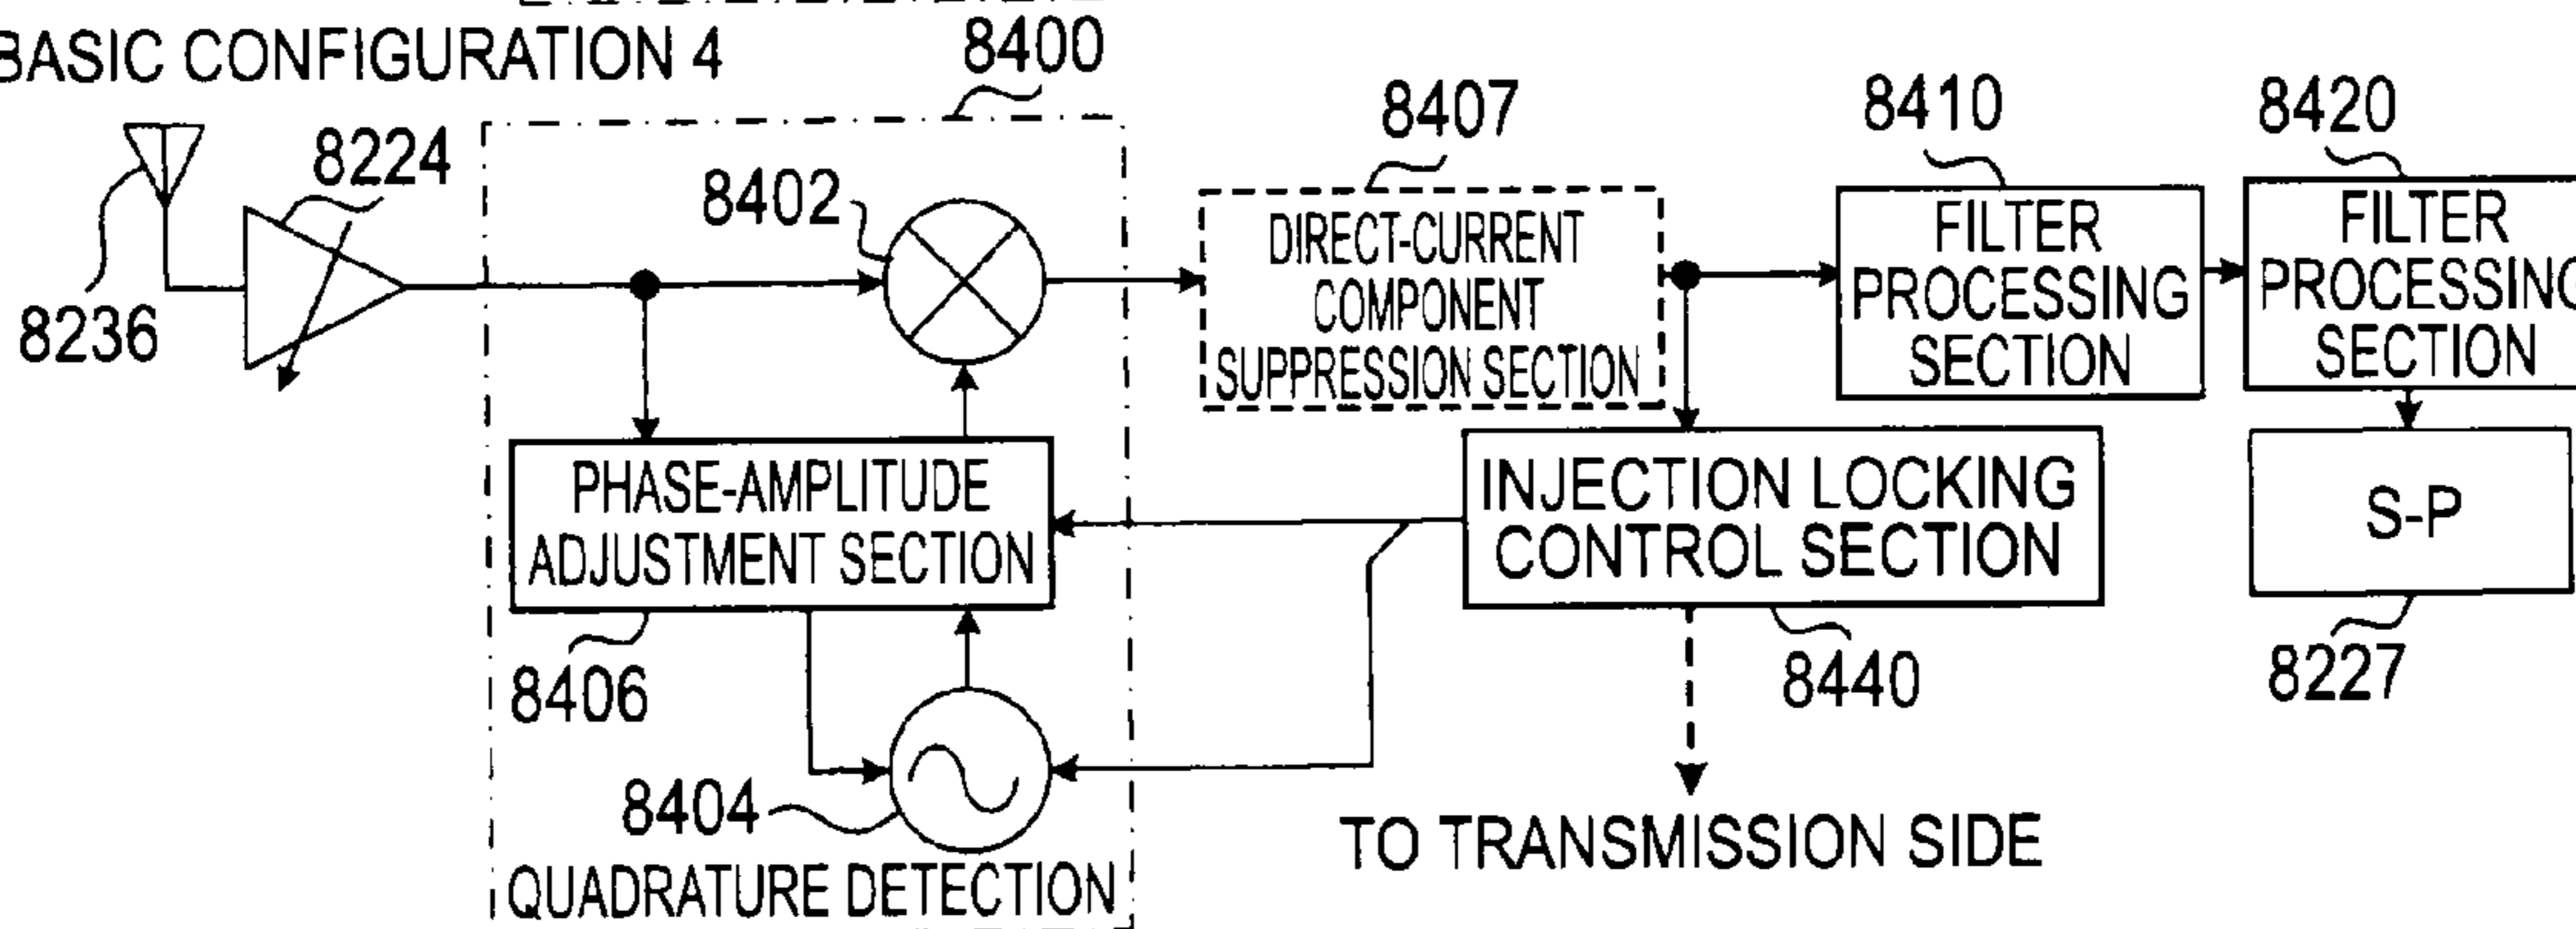 BASIC CONFIGURATION 4
8400
8407
8410
8420
8224
8402
8236
DIRECT-CURRENT
COMPONENT
SUPPRESSION SECTION
FILTER
PROCESSING
SECTION
FILTER
PROCESSING
SECTION
PHASE-AMPLITUDE
ADJUSTMENT SECTION
INJECTION LOCKING
CONTROL SECTION
S-P
8406
8440
8227
8404
TO TRANSMISSION SIDE
QUADRATURE DETECTION